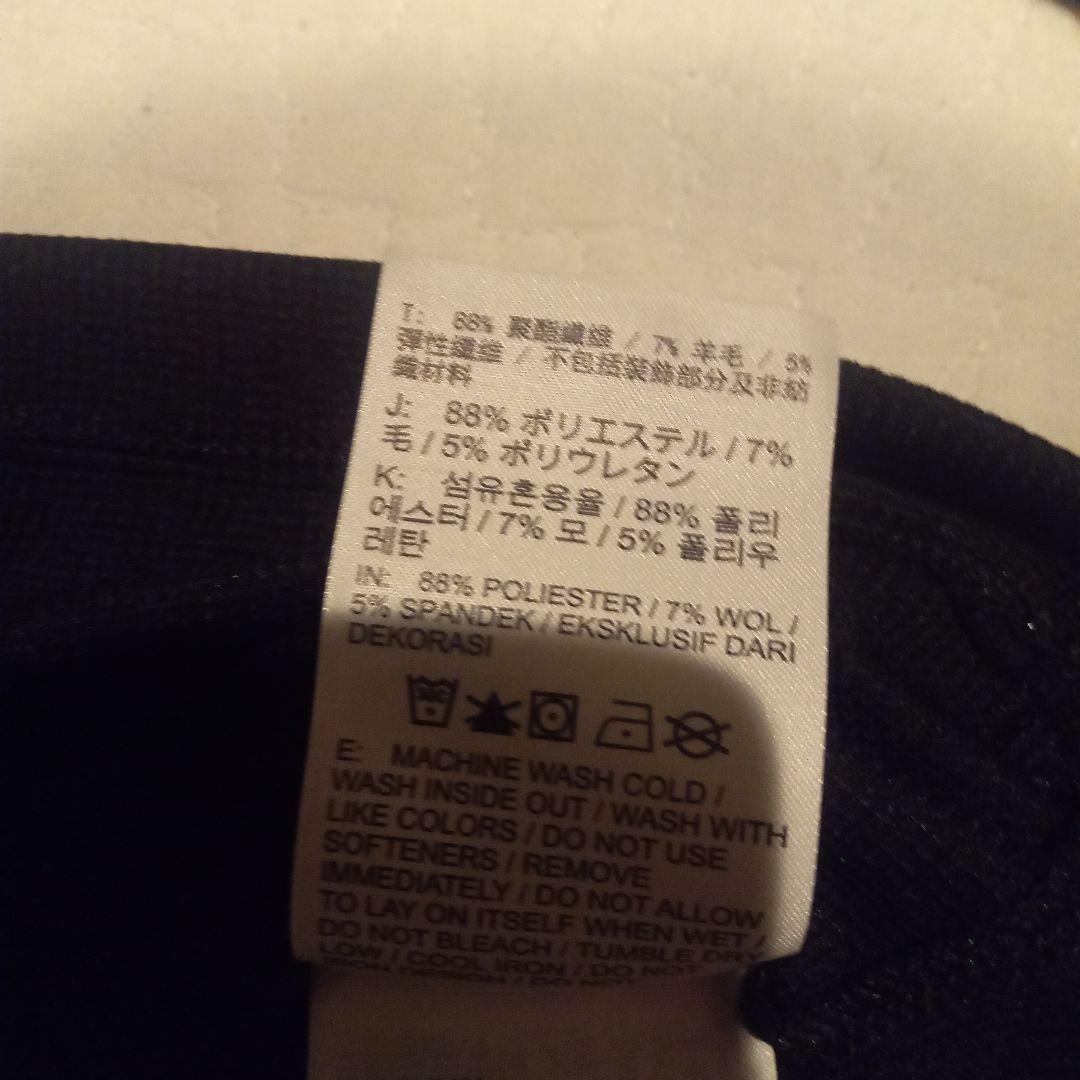 T: 88% 聚酯纖維 / 7% 羊毛 / 5%
彈性纖維 / 不包括裝飾部分及非紡
織材料
J: 88% ポリエステル / 7%
毛 / 5% ポリウレタン
K: 섬유혼용율 / 88% 폴리
에스터 / 7% 모 / 5% 폴리우
레탄
IN: 88% POLIESTER / 7% WOL /
5% SPANDEK / EKSKLUSIF DARI
DEKORASI
E: MACHINE WASH COLD /
WASH INSIDE OUT / WASH WITH
LIKE COLORS / DO NOT USE
SOFTENERS / REMOVE
IMMEDIATELY / DO NOT ALLOW
TO LAY ON ITSELF WHEN WET /
DO NOT BLEACH / TUMBLE DRY
LOW / COOL IRON / DO NOT
IRON DESIGN / DO NOT